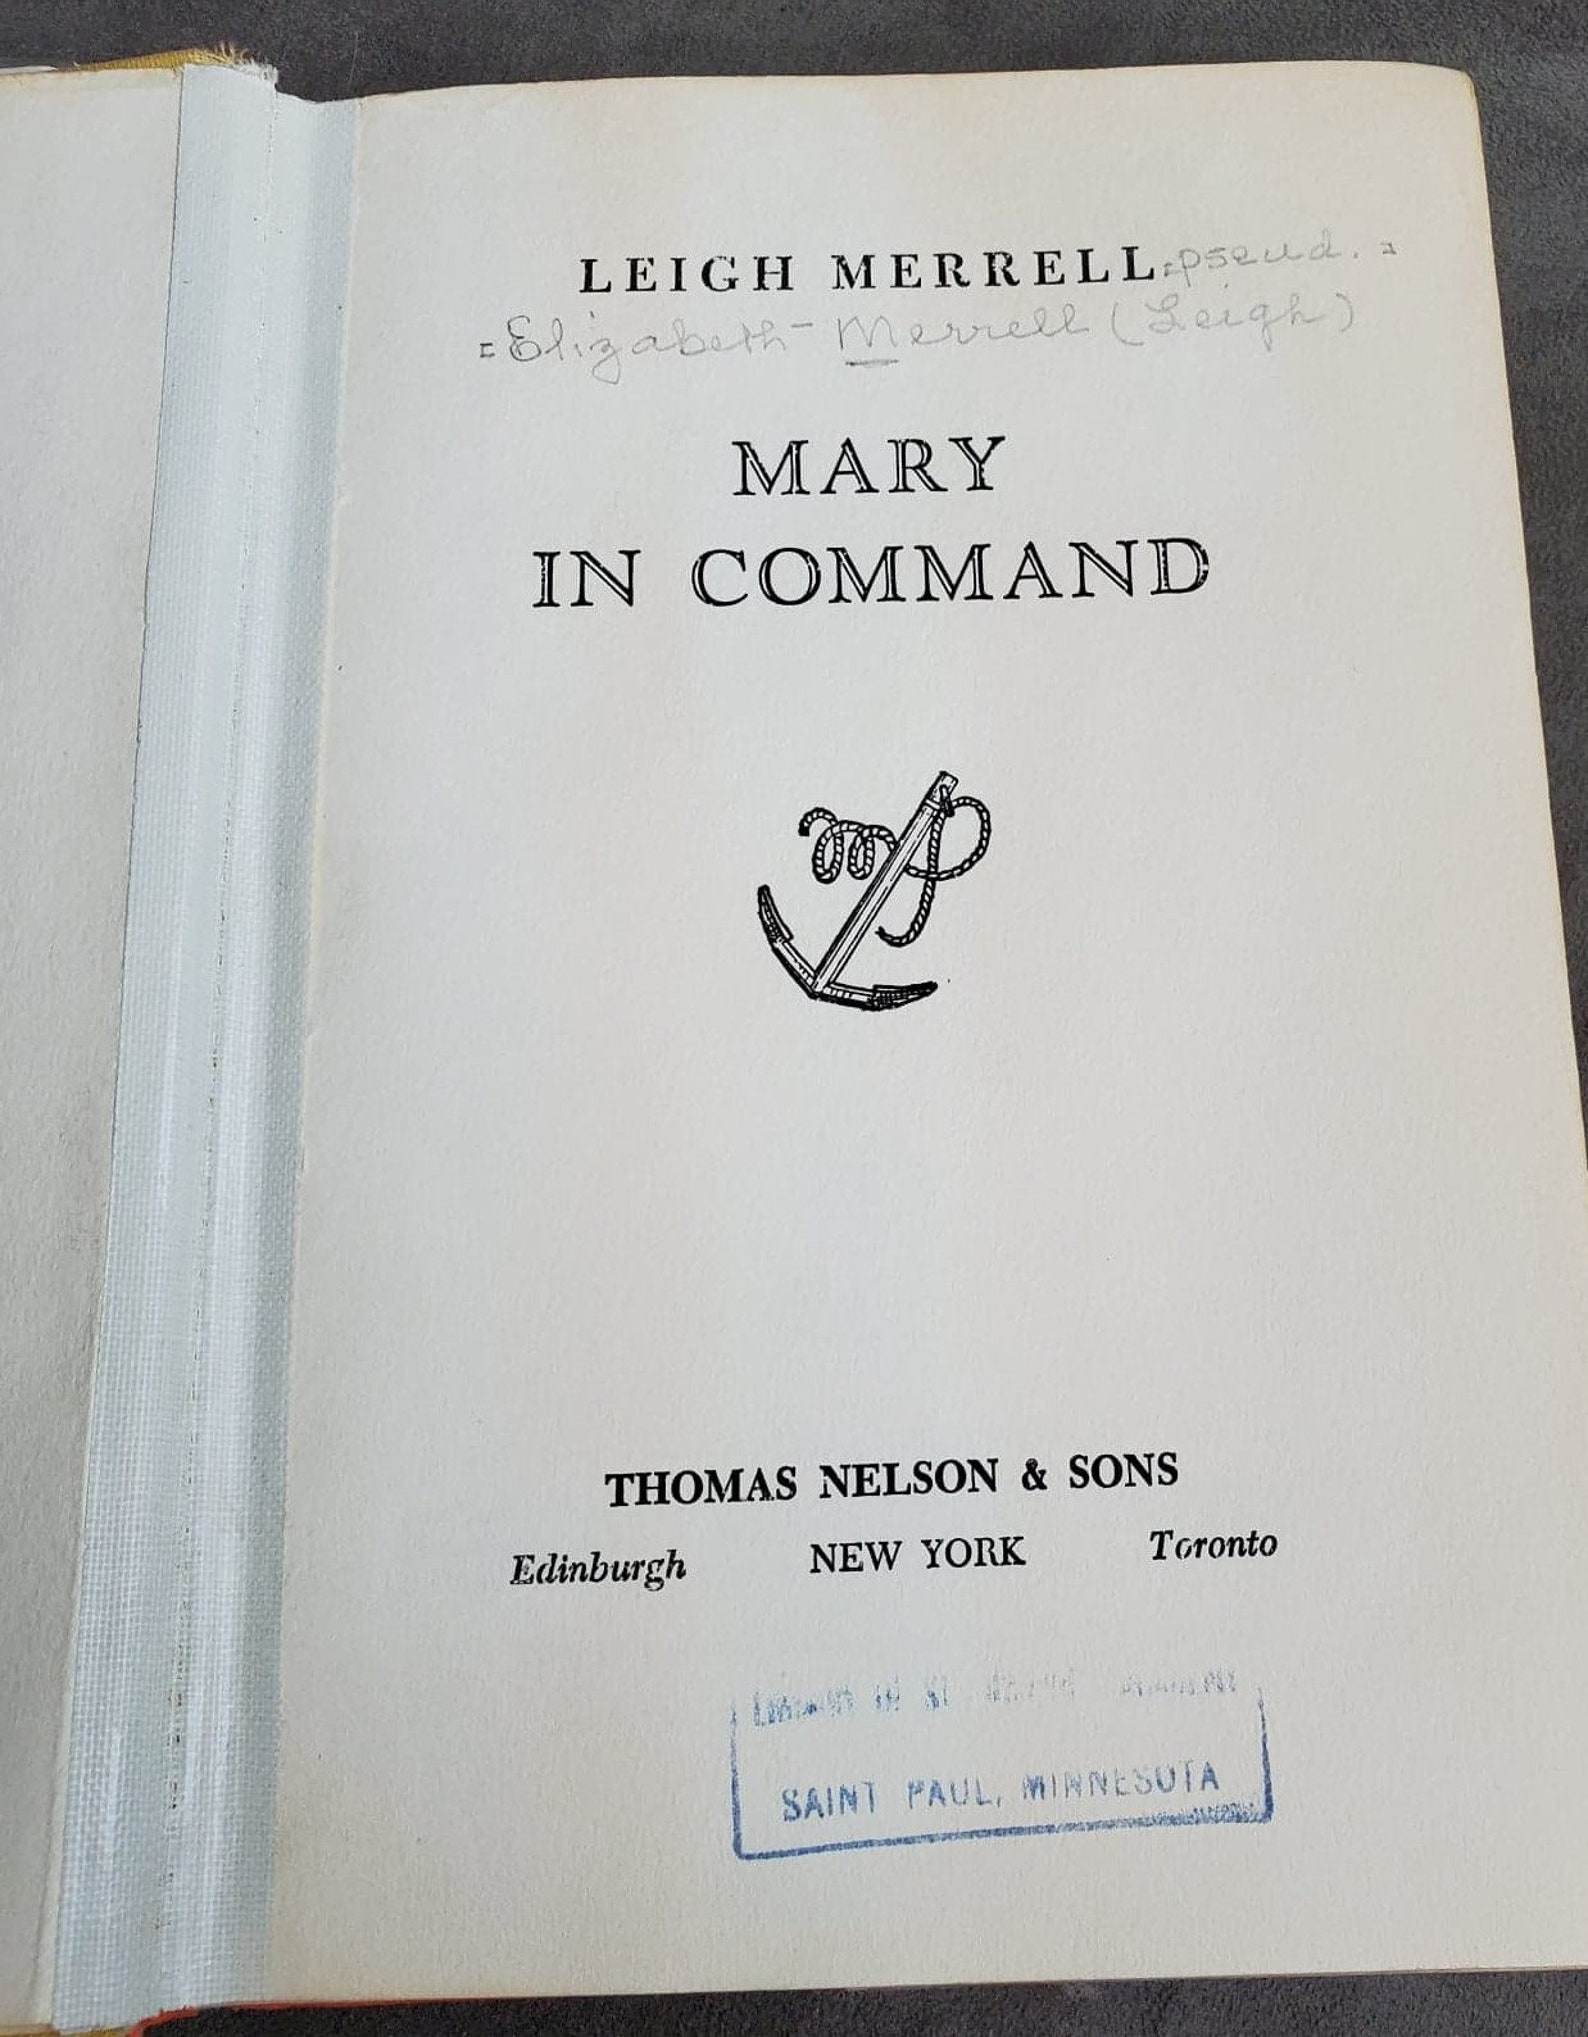 LEIGH MERRELL =pseud. =
=Elizabeth- Merrell (Leigh)
MARY
IN COMMAND
THOMAS NELSON & SONS
Edinburgh NEW YORK Toronto
SAINT PAUL, MINNESOTA